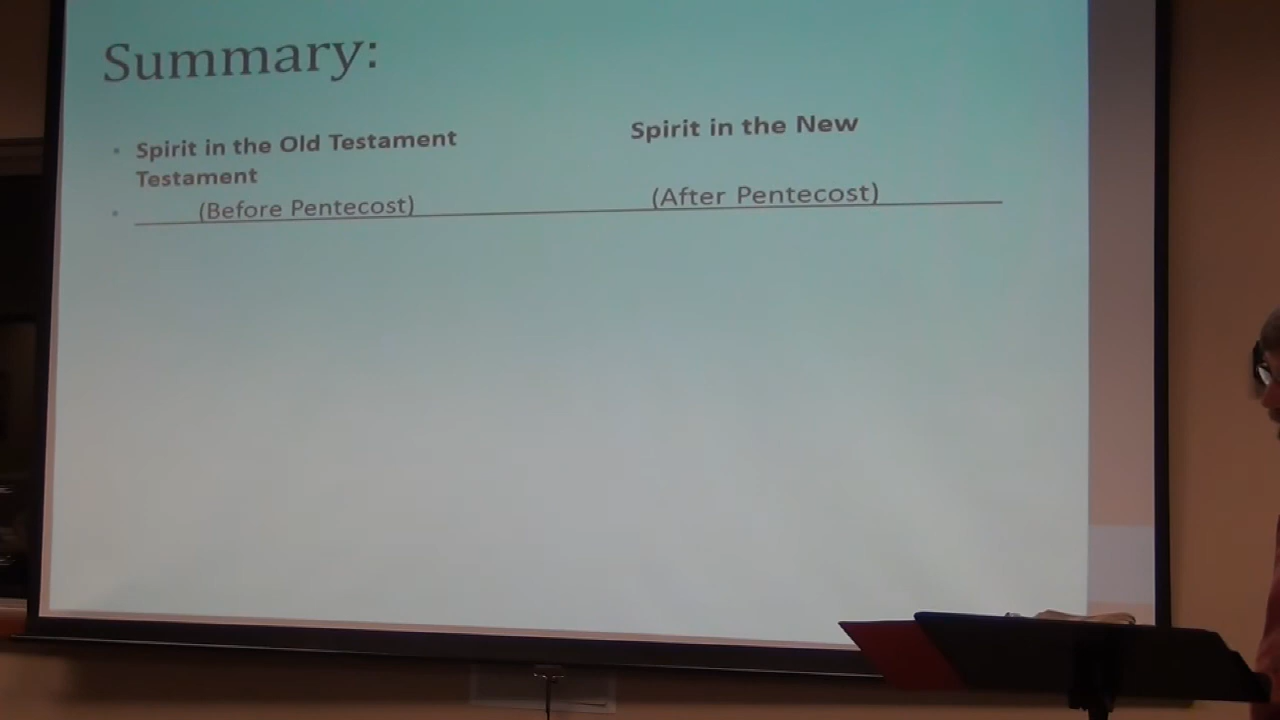 Summary:
Spirit in the Old Testament Spirit in the New
Testament
(Before Pentecost) (After Pentecost)